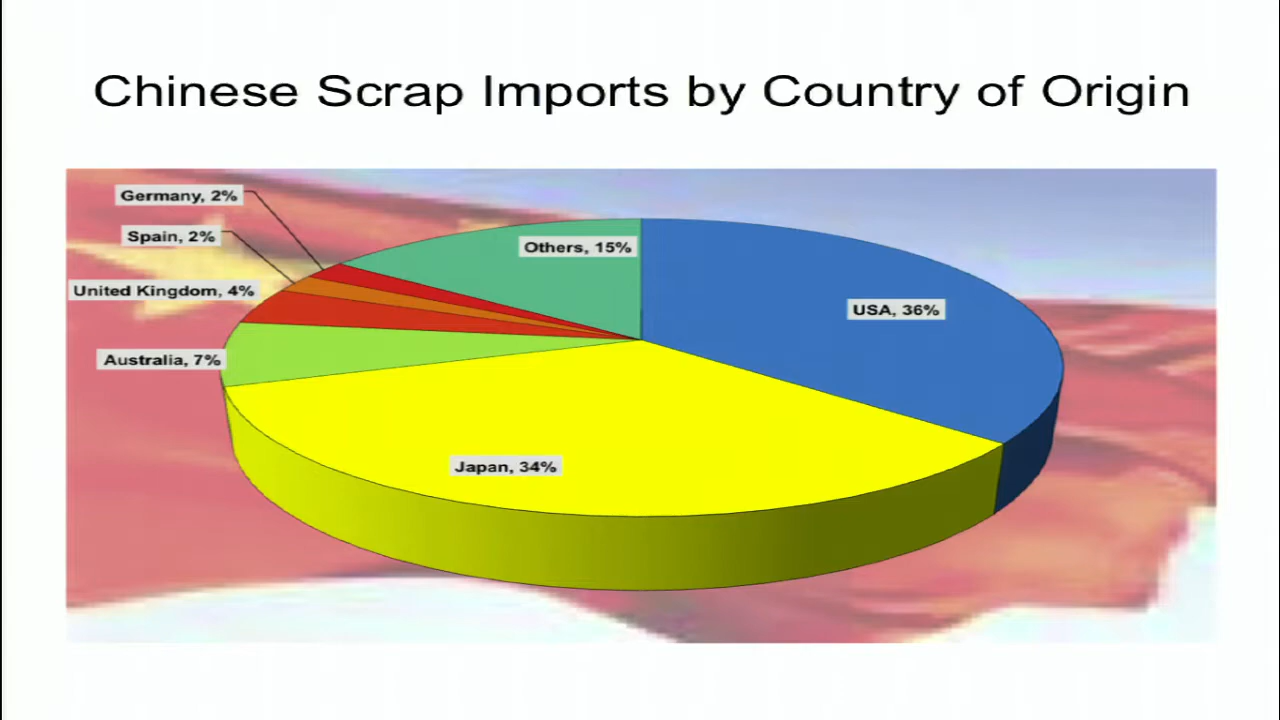 Chinese Scrap Imports by Country of Origin
Germany, 2%
Spain, 2%
Others, 15%
United Kingdom, 4%
USA, 36%
Australia, 7%
Japan, 34%